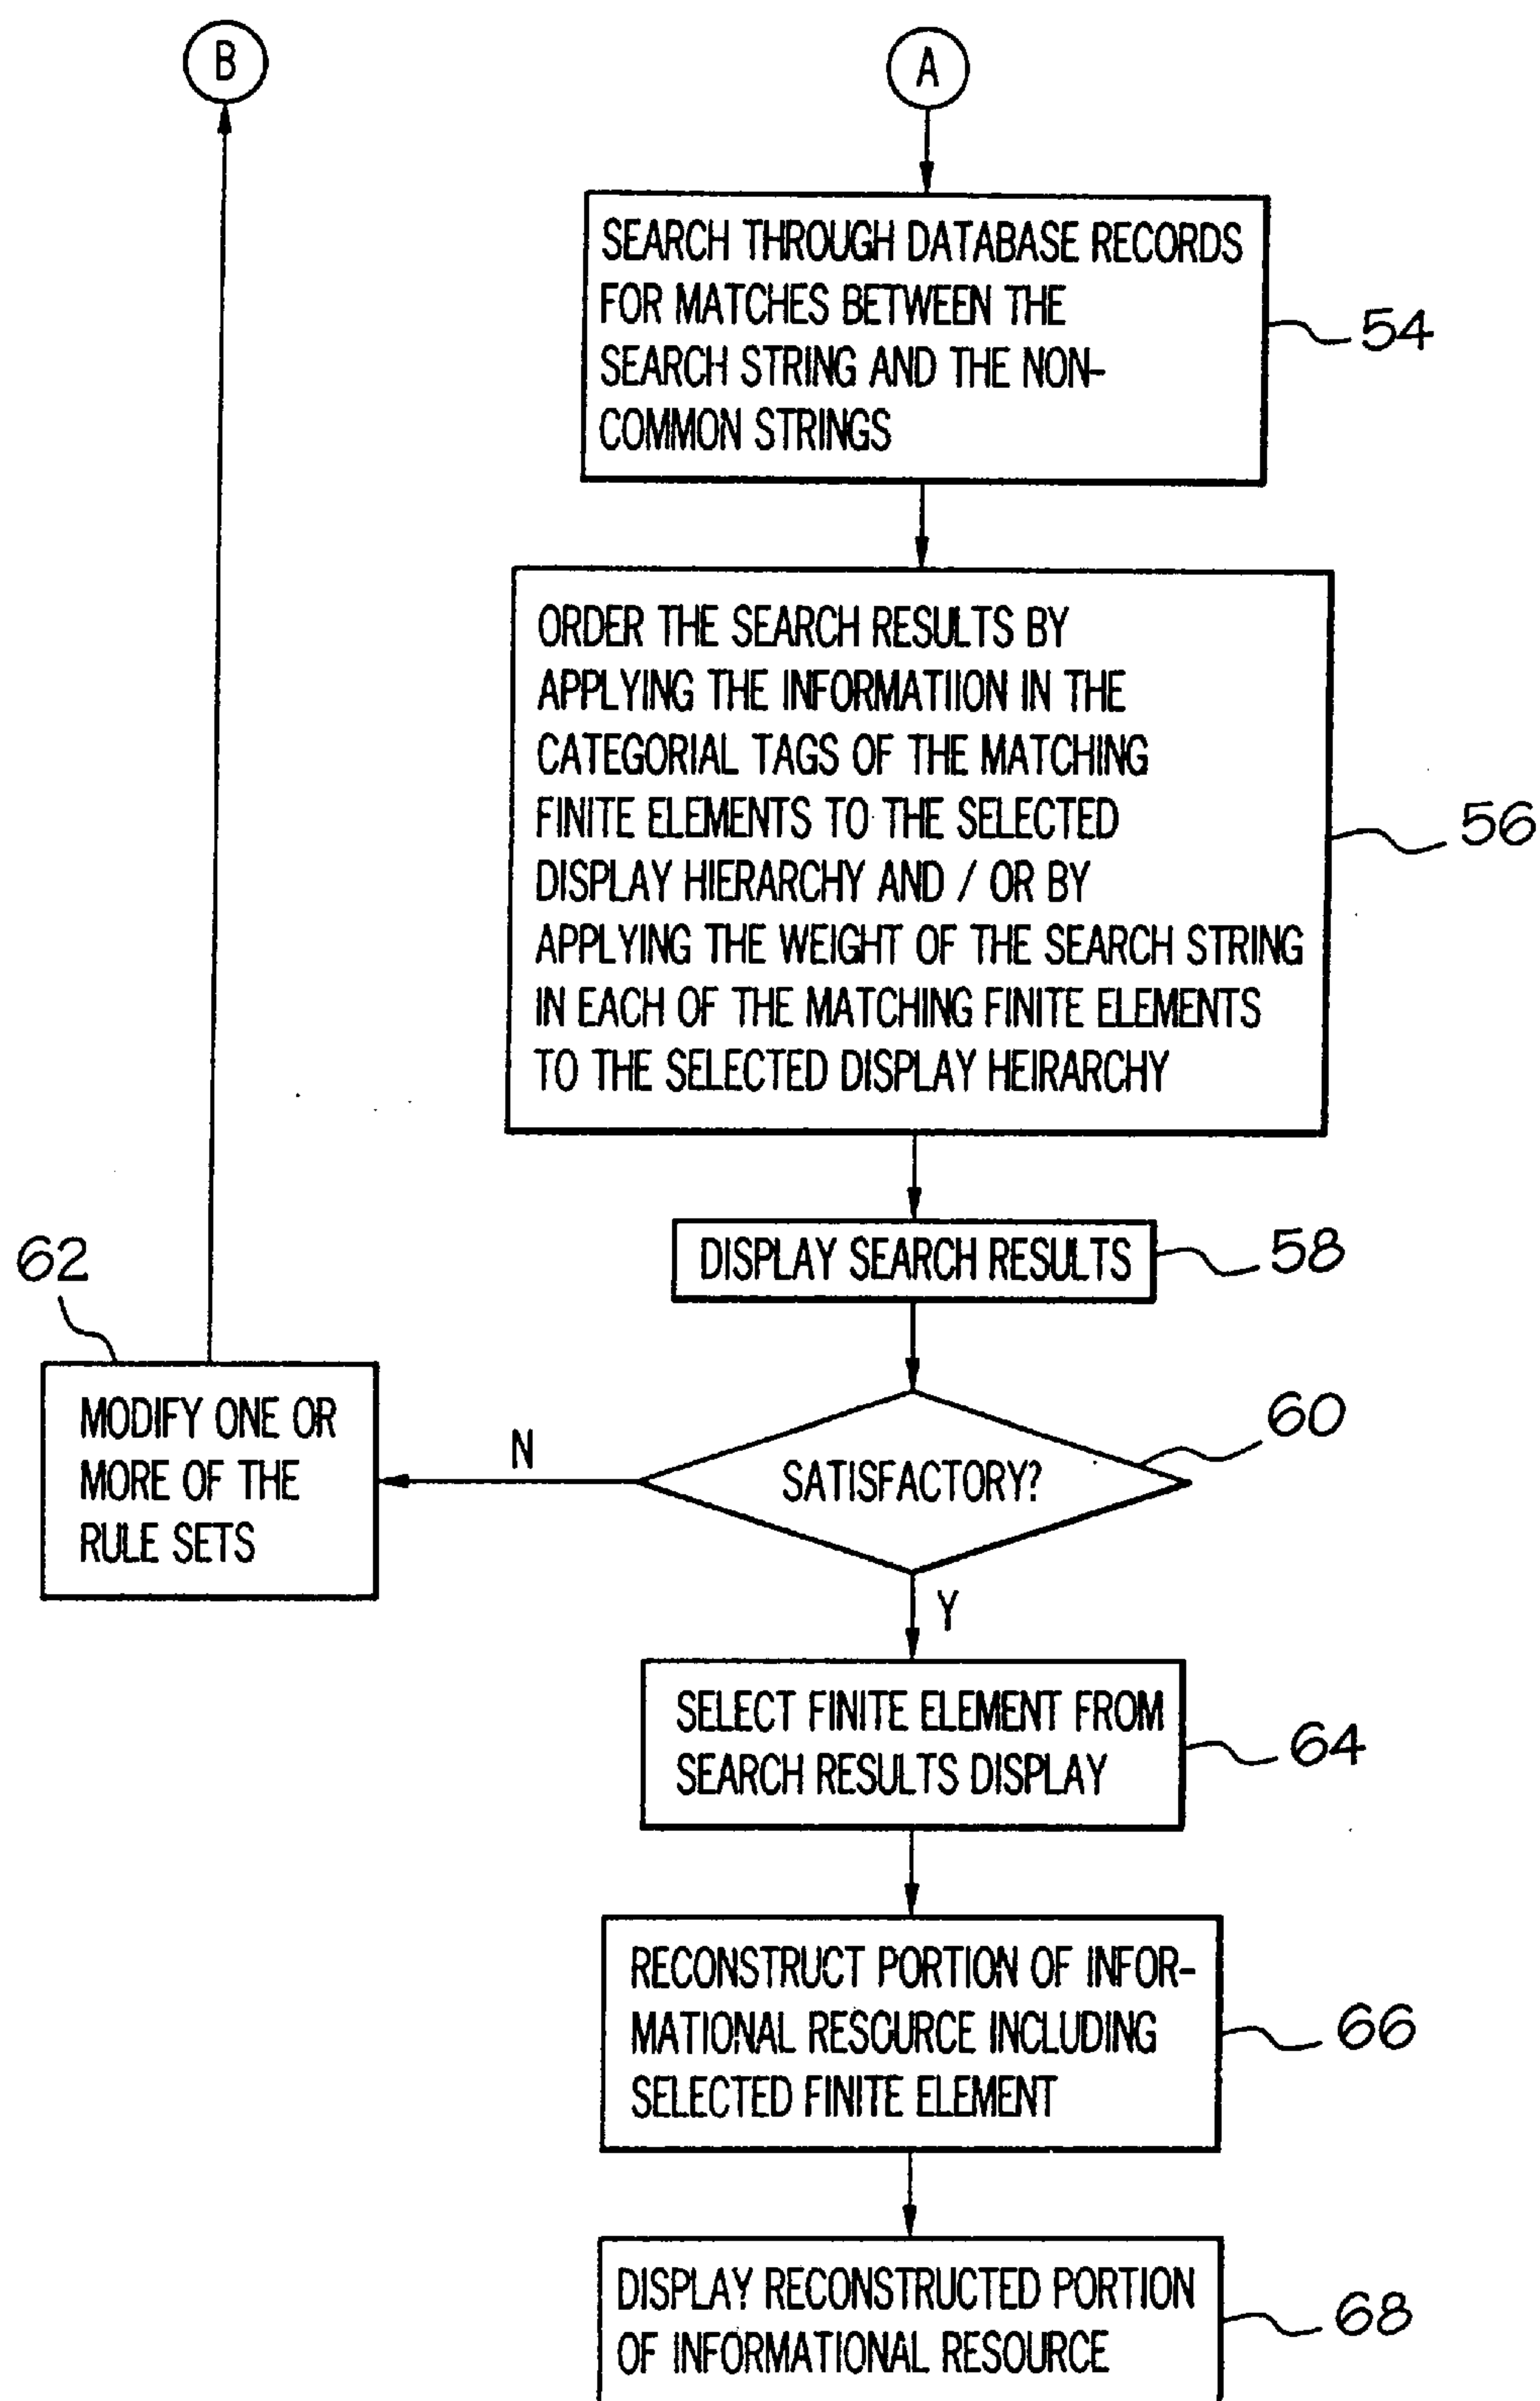 B
A
SEARCH THROUGH DATABASE RECORDS
FOR MATCHES BETWEEN THE
SEARCH STRING AND THE NON-
COMMON STRINGS
54
ORDER THE SEARCH RESULTS BY
APPLYING THE INFORMATIION IN THE
CATEGORIAL TAGS OF THE MATCHING
FINITE ELEMENTS TO THE SELECTED
DISPLAY HIERARCHY AND / OR BY
APPLYING THE WEIGHT OF THE SEARCH STRING
IN EACH OF THE MATCHING FINITE ELEMENTS
TO THE SELECTED DISPLAY HEIRARCHY
56
DISPLAY SEARCH RESULTS
58
62
MODIFY ONE OR
MORE OF THE
RULE SETS
N
SATISFACTORY?
60
Y
SELECT FINITE ELEMENT FROM
SEARCH RESULTS DISPLAY
64
RECONSTRUCT PORTION OF INFOR-
MATIONAL RESOURCE INCLUDING
SELECTED FINITE ELEMENT
66
DISPLAY RECONSTRUCTED PORTION
OF INFORMATIONAL RESOURCE
68